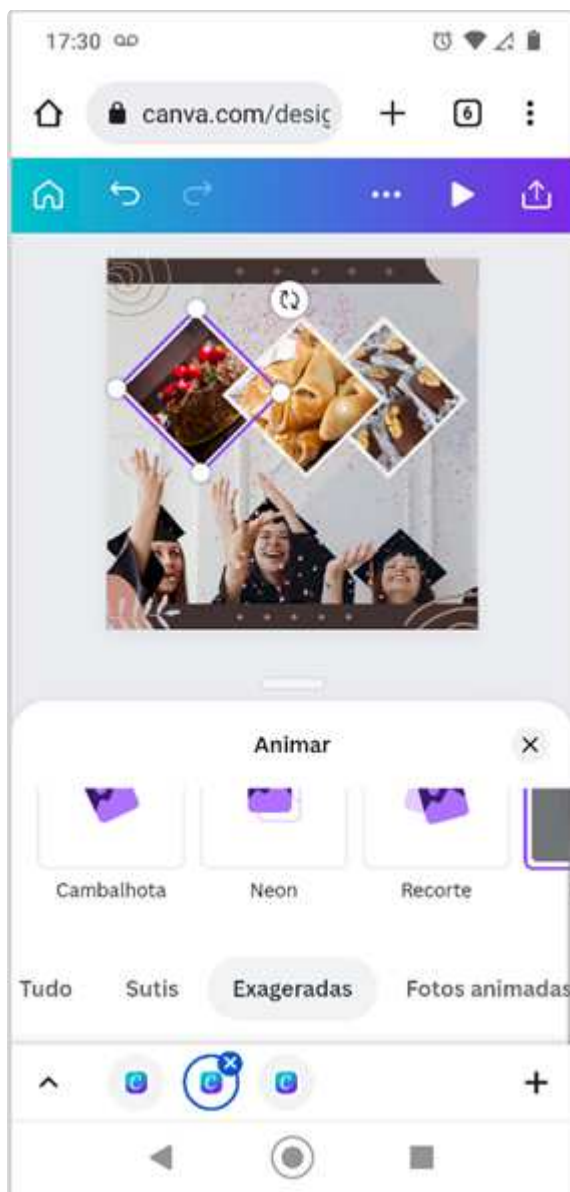 17:30
canva.com/desig
6
Animar
Cambalhota Neon Recorte
Tudo Sutis Exageradas Fotos animadas